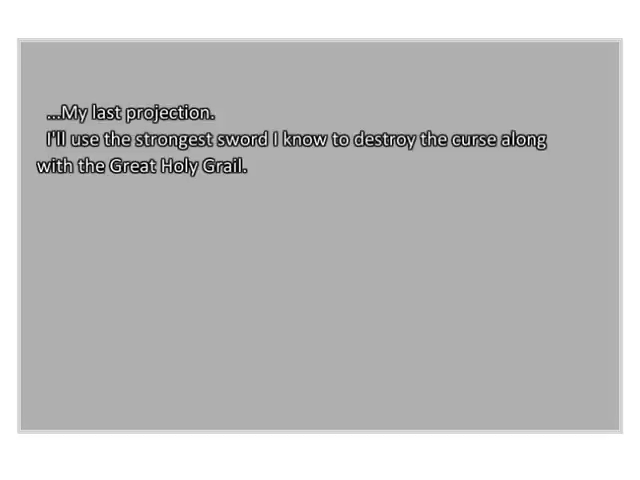 ...My last projection.
I'll use the strongest sword I know to destroy the curse along
with the Great Holy Grail.